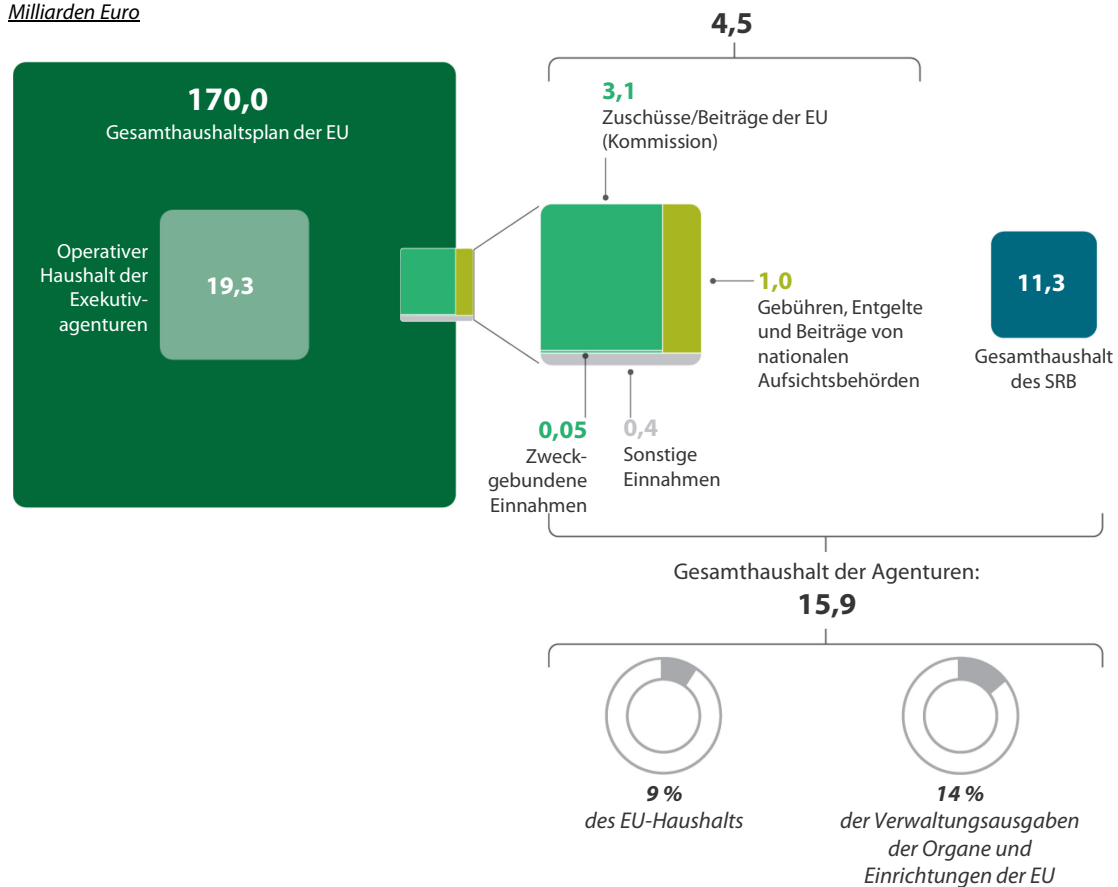 Milliarden Euro
4,5
170,0
Gesamthaushaltsplan der EU
3,1
Zuschüsse/Beiträge der EU
(Kommission)
Operativer
Haushalt der
Exekutiv-
agenturen
19,3
1,0
Gebühren, Entgelte
und Beiträge von
nationalen
Aufsichtsbehörden
11,3
Gesamthaushalt
des SRB
0,05
Zweck-
gebundene
Einnahmen
0,4
Sonstige
Einnahmen
Gesamthaushalt der Agenturen:
15,9
9 %
des EU-Haushalts
14 %
der Verwaltungsausgaben
der Organe und
Einrichtungen der EU